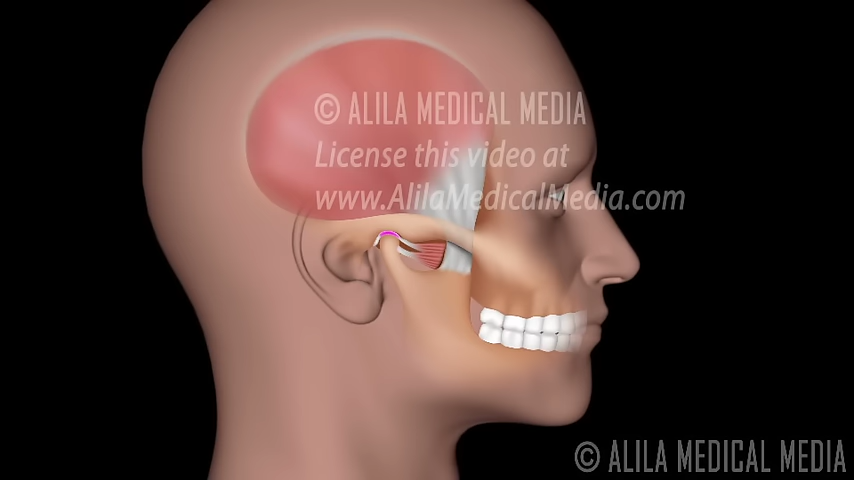 © ALILA MEDICAL MEDIA
License this video at
www.AlilaMedicalMedia.com
© ALILA MEDICAL MEDIA